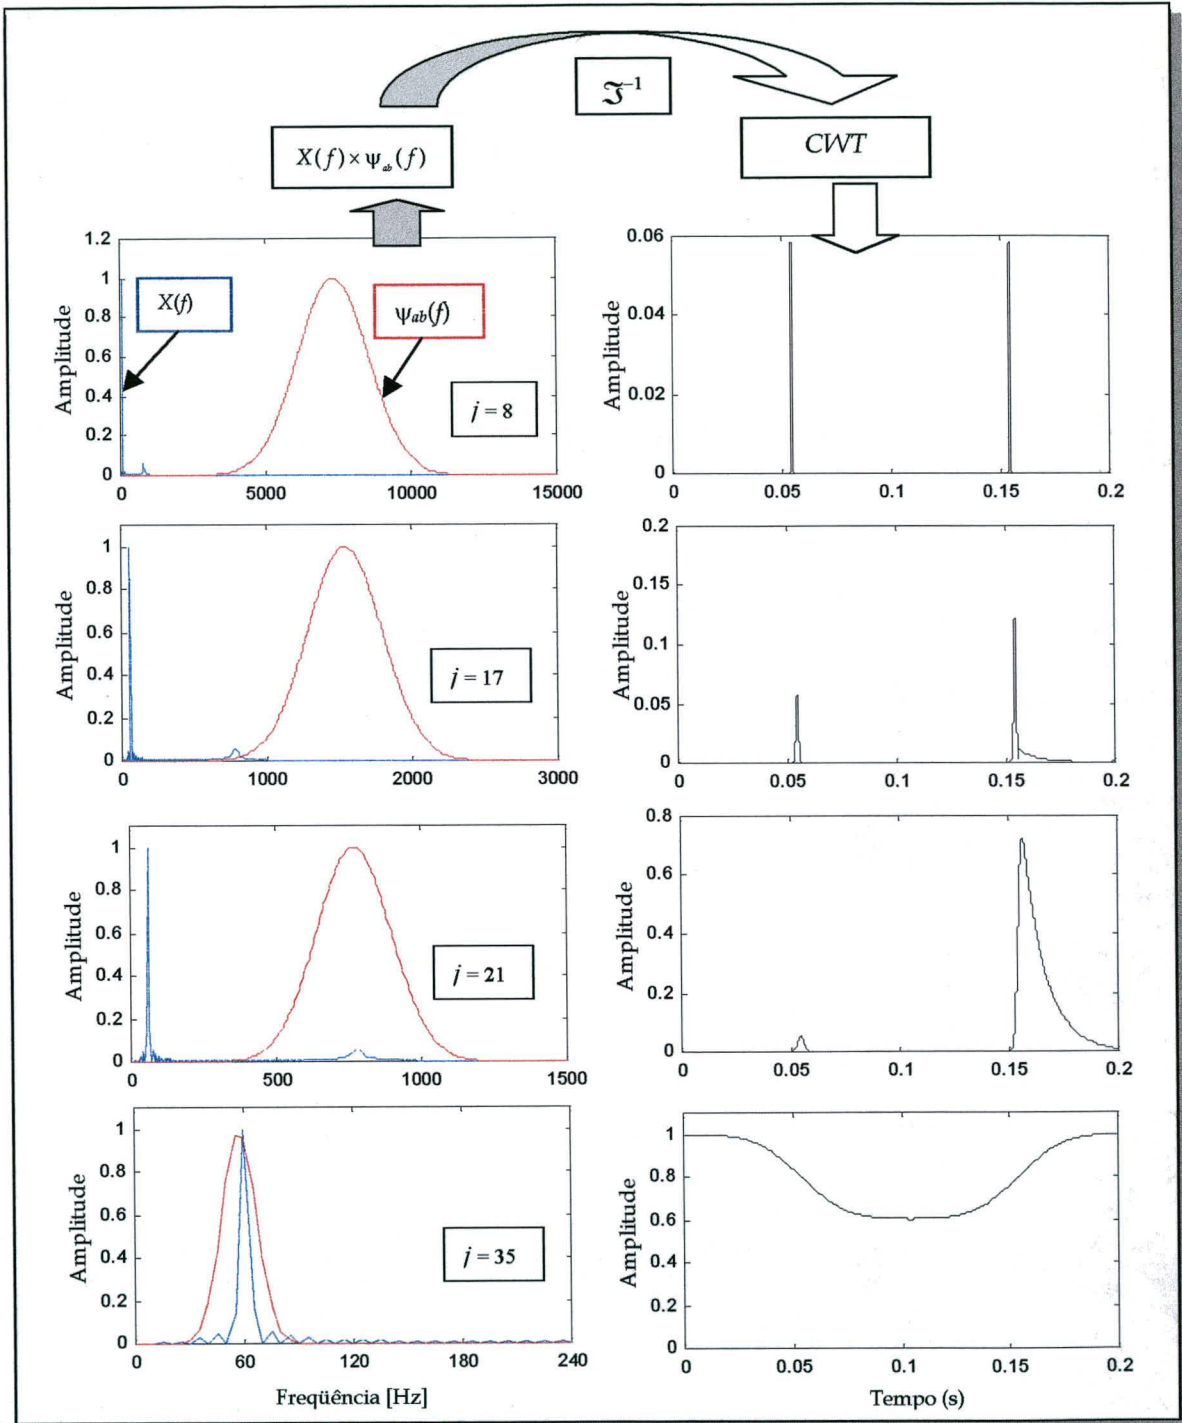 ℑ⁻¹
X(f) × Ψab(f)
CWT
Amplitude
1.2
1
0.8
0.6
0.4
0.2
0
X(f)
Ψab(f)
j = 8
0 5000 10000 15000
Amplitude
0.06
0.04
0.02
0
0 0.05 0.1 0.15 0.2
Amplitude
1
0.8
0.6
0.4
0.2
0
j = 17
0 1000 2000 3000
Amplitude
0.2
0.15
0.1
0.05
0
0 0.05 0.1 0.15 0.2
Amplitude
1
0.8
0.6
0.4
0.2
0
j = 21
0 500 1000 1500
Amplitude
0.8
0.6
0.4
0.2
0
0 0.05 0.1 0.15 0.2
Amplitude
1
0.8
0.6
0.4
0.2
0
j = 35
0 60 120 180 240
Freqüência [Hz]
Amplitude
1
0.8
0.6
0.4
0.2
0
0 0.05 0.1 0.15 0.2
Tempo (s)